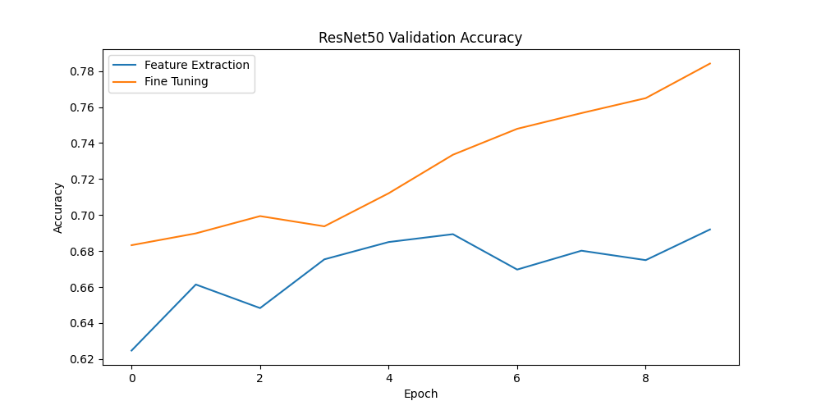 ResNet50 Validation Accuracy
Feature Extraction
Fine Tuning
0.78
0.76
0.74
0.72
0.70
0.68
0.66
0.64
0.62
Accuracy
0 2 4 6 8
Epoch